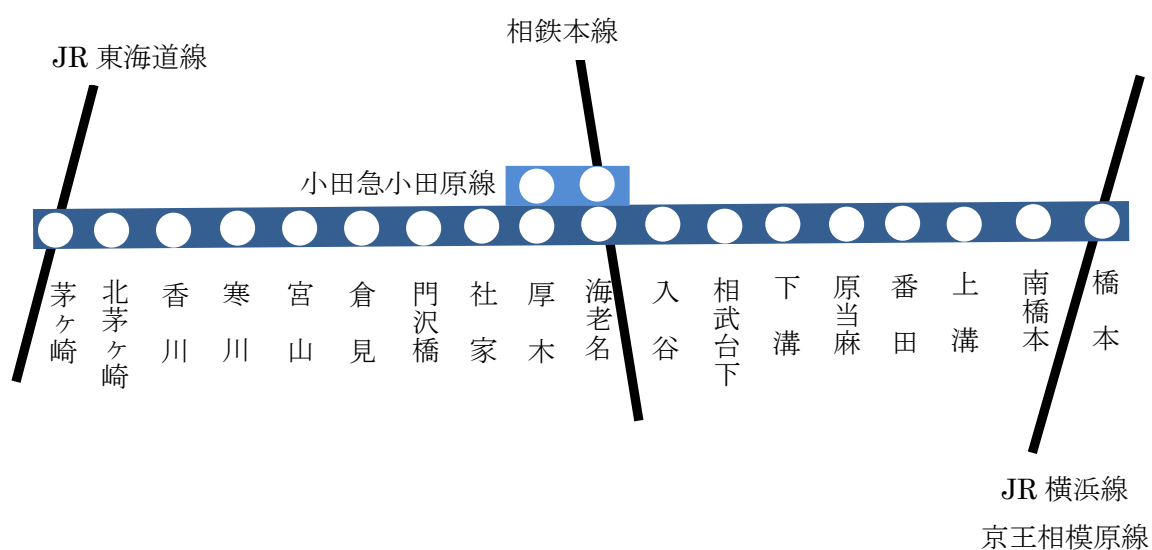 相鉄本線
JR 東海道線
小田急小田原線
茅ヶ崎
北茅ヶ崎
香川
寒川
宮山
倉見
門沢橋
社家
厚木
海老名
入谷
相武台下
下溝
原当麻
番田
上溝
南橋本
橋本
JR 横浜線
京王相模原線